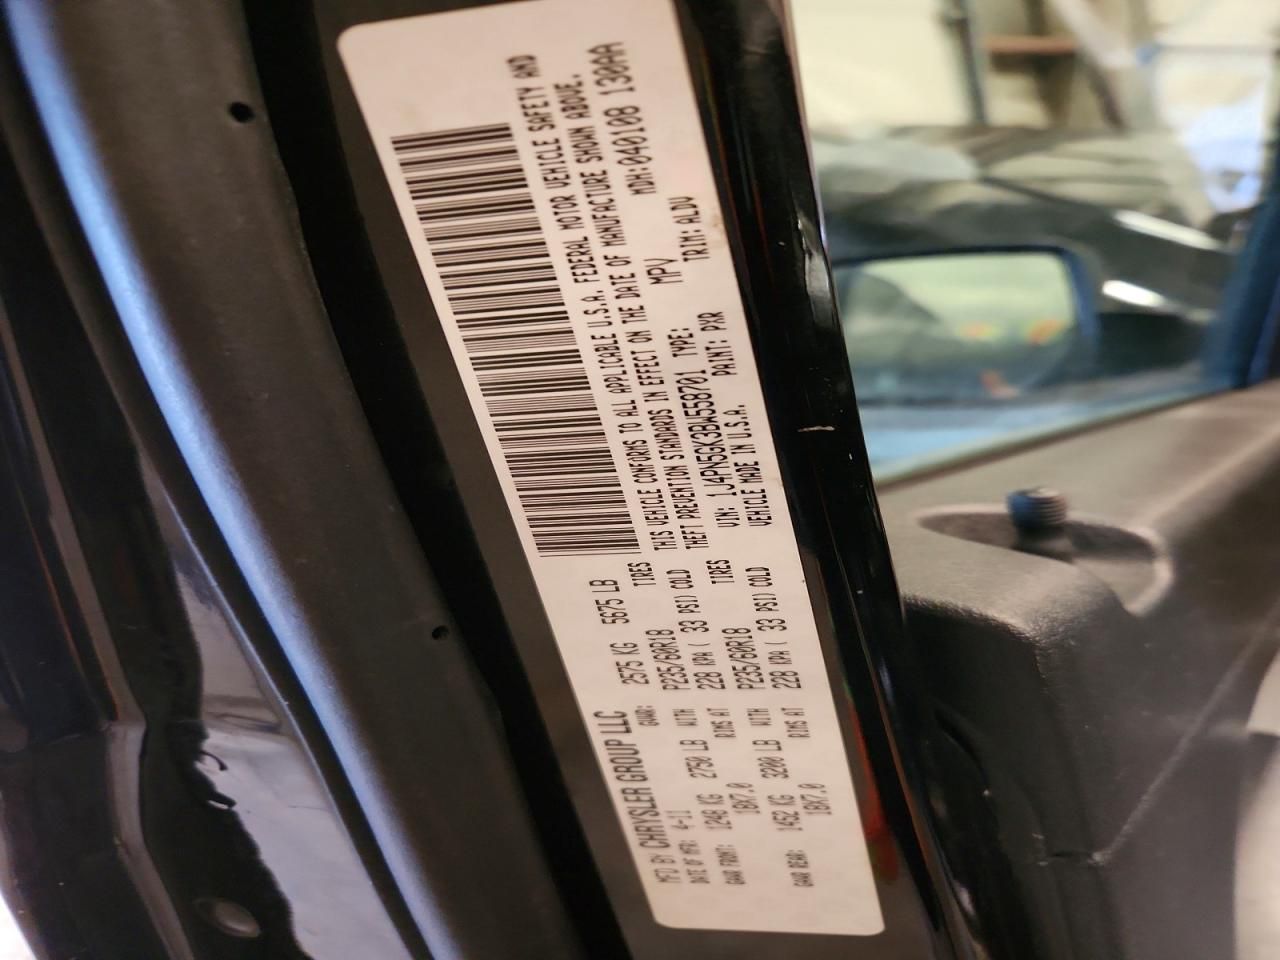 MFD BY CHRYSLER GROUP LLC
DATE OF MFR: 4-11 GVWR: 2575 KG 5675 LB
GAWR FRONT: 1246 KG 2750 LB WITH P235/60R18 TIRES
18X7.0 RIMS AT 228 KPA ( 33 PSI) COLD
GAWR REAR: 1452 KG 3200 LB WITH P235/60R18 TIRES
18X7.0 RIMS AT 228 KPA ( 33 PSI) COLD
THIS VEHICLE CONFORMS TO ALL APPLICABLE U.S.A. FEDERAL MOTOR VEHICLE SAFETY AND
THEFT PREVENTION STANDARDS IN EFFECT ON THE DATE OF MANUFACTURE SHOWN ABOVE.
VIN: 1J4PN5GK3BW558701 TYPE: MPV MDH:040108 130AA
VEHICLE MADE IN U.S.A. PAINT: PXR TRIM: ALDV